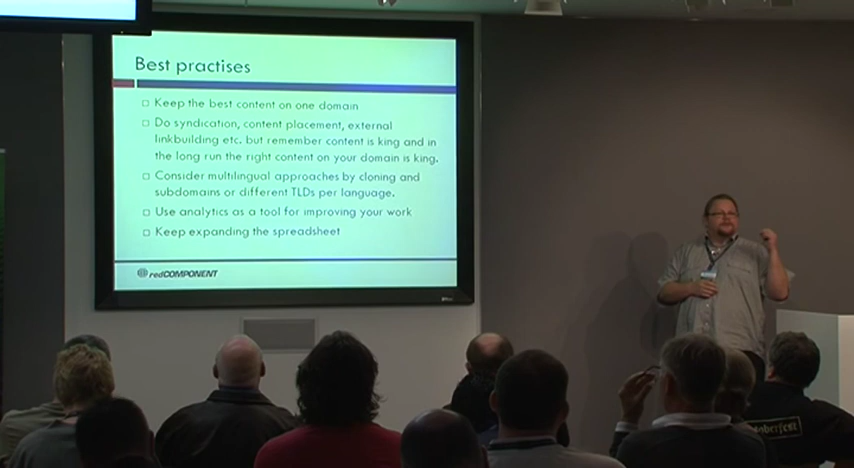 Best practises
Keep the best content on one domain
Do syndication, content placement, external
linkbuilding etc. but remember content is king and in
the long run the right content on your domain is king.
Consider multilingual approaches by cloning and
subdomains or different TLDs per language.
Use analytics as a tool for improving your work
Keep expanding the spreadsheet
redCOMPONENT
toberfest